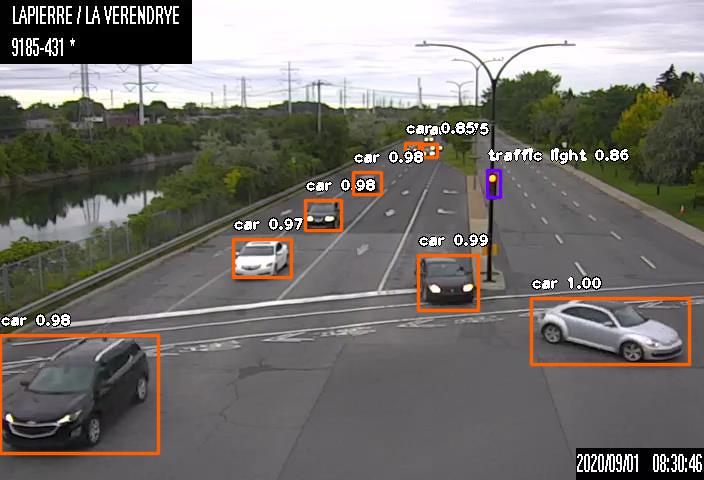 LAPIERRE / LA VERENDRYE
9185-431 *
car 0.85
traffic light 0.86
car 0.98
car 0.98
car 0.97
car 0.99
car 1.00
car 0.98
2020/09/01 08:30:46